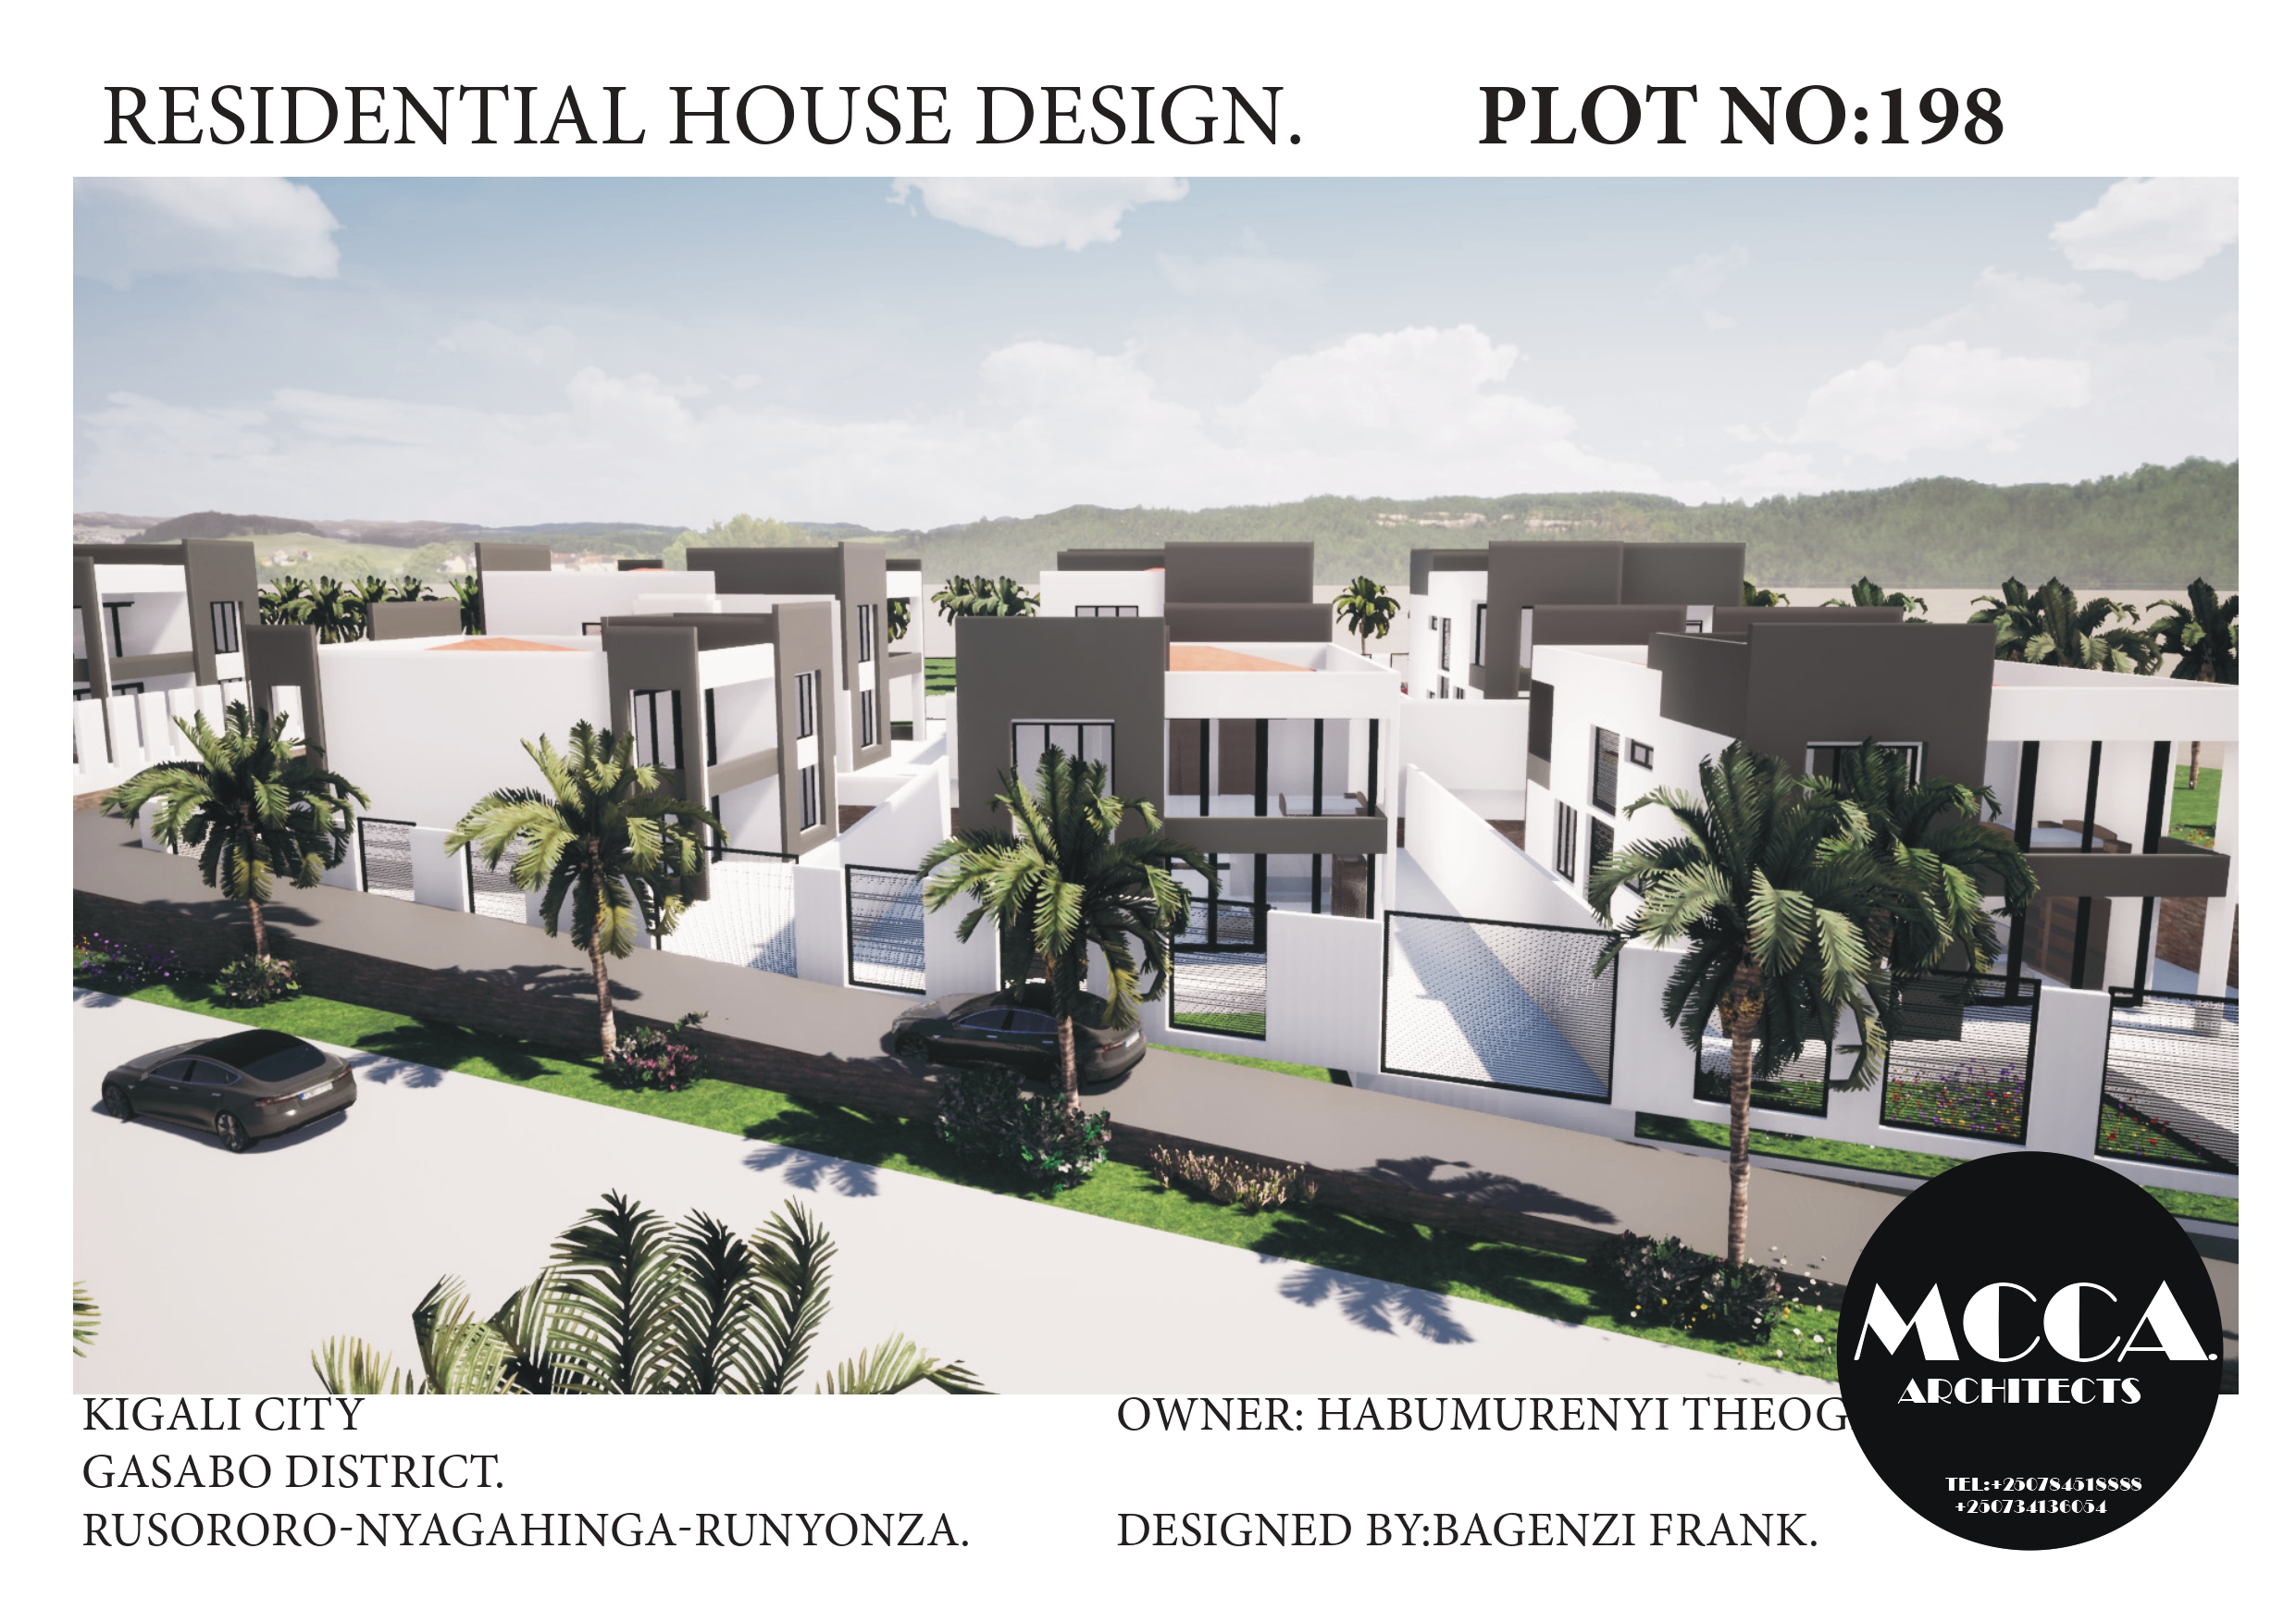 RESIDENTIAL HOUSE DESIGN. PLOT NO:198
KIGALI CITY
GASABO DISTRICT.
RUSORORO-NYAGAHINGA-RUNYONZA.
OWNER: HABUMURENYI
DESIGNED BY:BAGENZI FRANK.
MCCA.
ARCHITECTS
TEL:+250784518888
+250734136054